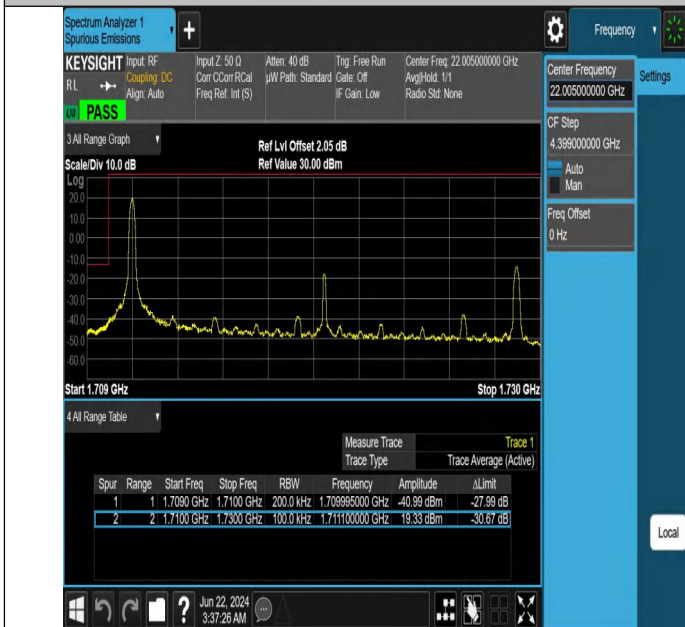 Spectrum Analyzer 1
Spurious Emissions
+
Frequency
KEYSIGHT
RL
Input: RF
Coupling: DC
Align: Auto
Input Z: 50 Ω
Corr CCorr RCal
Freq Ref: Int (S)
Atten: 40 dB
µW Path: Standard
Trig: Free Run
Gate: Off
IF Gain: Low
Center Freq: 22.005000000 GHz
Avg|Hold: 1/1
Radio Std: None
PASS
Center Frequency
22.005000000 GHz
Settings
CF Step
4.399000000 GHz
Auto
Man
Freq Offset
0 Hz
3 All Range Graph
Ref Lvl Offset 2.05 dB
Scale/Div 10.0 dB
Ref Value 30.00 dBm
Log
20.0
10.0
0.00
-10.0
-20.0
-30.0
-40.0
-50.0
-60.0
Start 1.709 GHz
Stop 1.730 GHz
4 All Range Table
Measure Trace Trace 1
Trace Type Trace Average (Active)
Spur Range Start Freq Stop Freq RBW Frequency Amplitude ΔLimit
1 1 1.7090 GHz 1.7100 GHz 200.0 kHz 1.709995000 GHz -40.99 dBm -27.99 dB
2 2 1.7100 GHz 1.7300 GHz 100.0 kHz 1.711100000 GHz 19.33 dBm -30.67 dB
Local
?
Jun 22, 2024
3:37:26 AM